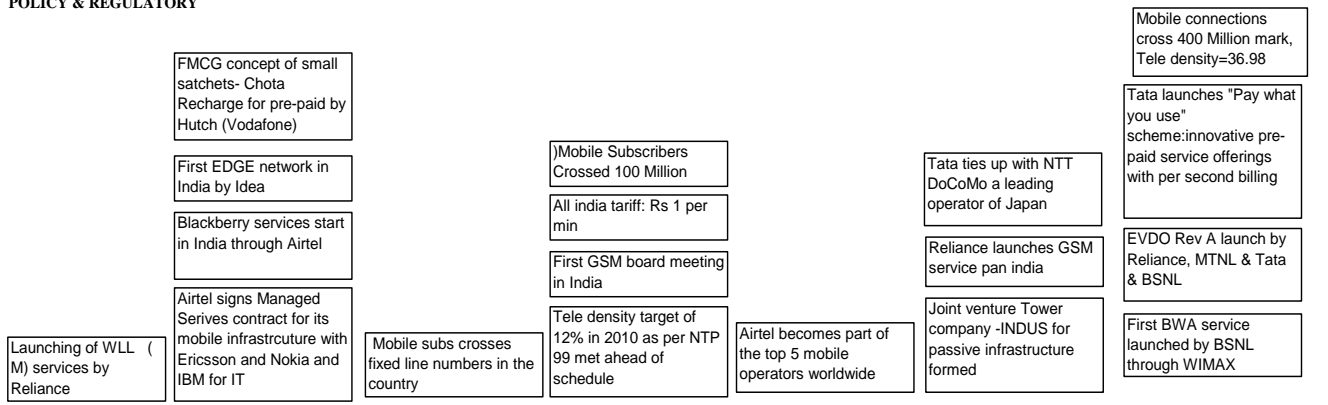 POLICY & REGULATORY
Launching of WLL ( 
M) services by
Reliance
FMCG concept of small
satchets- Chota
Recharge for pre-paid by
Hutch (Vodafone)
First EDGE network in
India by Idea
Blackberry services start
in India through Airtel
Airtel signs Managed
Serives contract for its
mobile infrastrcuture with
Ericsson and Nokia and
IBM for IT
Mobile subs crosses
fixed line numbers in the
country
)Mobile Subscribers
Crossed 100 Million
All india tariff: Rs 1 per
min
First GSM board meeting
in India
Tele density target of
12% in 2010 as per NTP
99 met ahead of
schedule
Airtel becomes part of
the top 5 mobile
operators worldwide
Tata ties up with NTT
DoCoMo a leading
operator of Japan
Reliance launches GSM
service pan india
Joint venture Tower
company -INDUS for
passive infrastructure
formed
Mobile connections
cross 400 Million mark,
Tele density=36.98
Tata launches "Pay what
you use"
scheme:innovative pre-
paid service offerings
with per second billing
EVDO Rev A launch by
Reliance, MTNL & Tata
& BSNL
First BWA service
launched by BSNL
through WIMAX